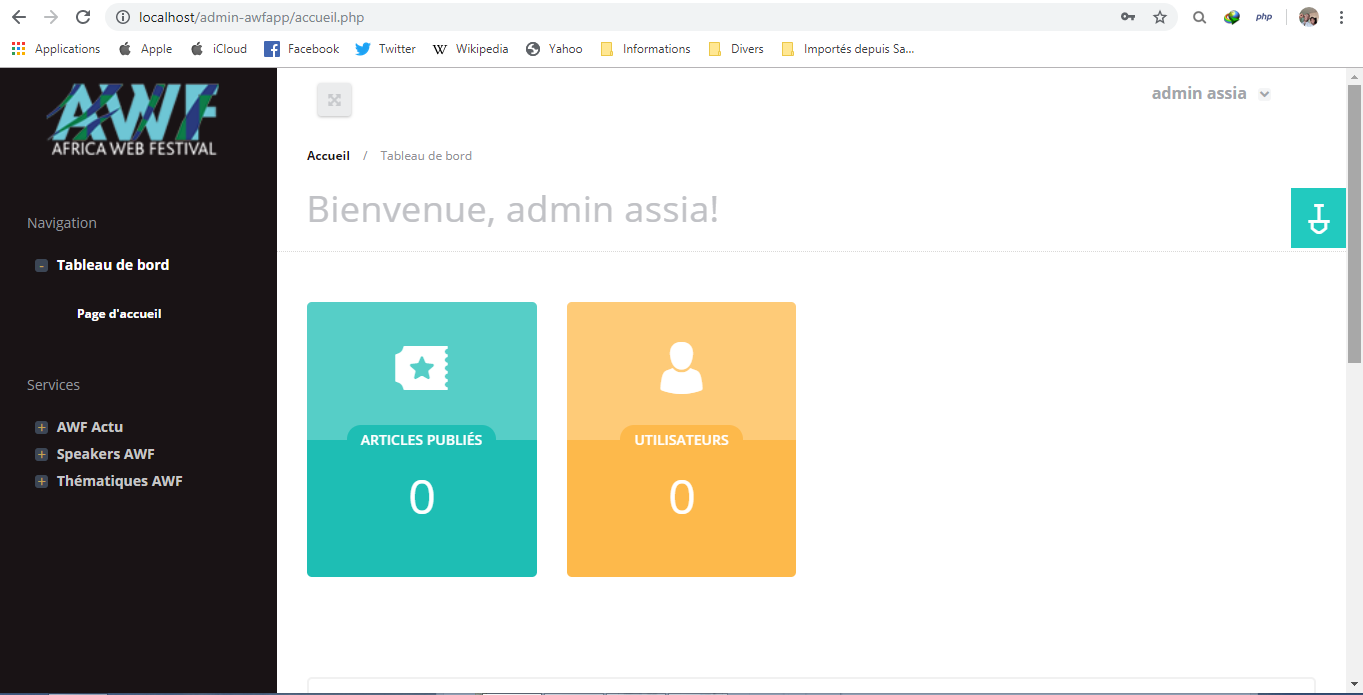 localhost/admin-awfapp/accueil.php
php
Applications Apple iCloud Facebook Twitter W Wikipedia Yahoo Informations Divers Importés depuis Sa...
AWF
AFRICA WEB FESTIVAL
admin assia
Accueil / Tableau de bord
Bienvenue, admin assia!
Navigation
- Tableau de bord
Page d'accueil
Services
+ AWF Actu
+ Speakers AWF
+ Thématiques AWF
ARTICLES PUBLIÉS
0
UTILISATEURS
0